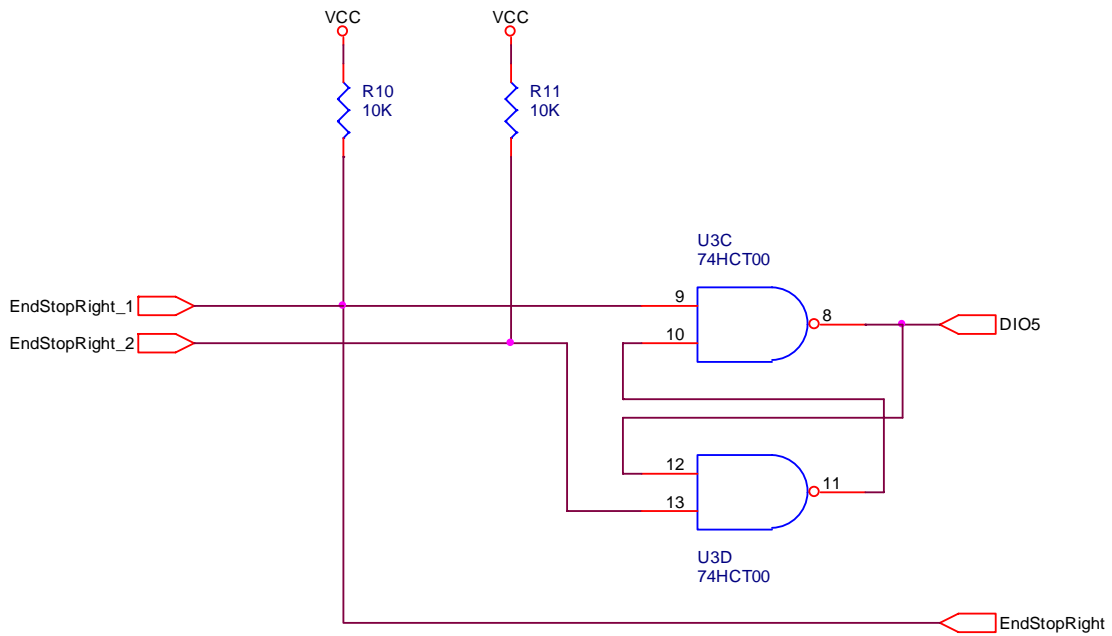 VCC
VCC
R10
10K
R11
10K
U3C
74HCT00
EndStopRight_1
EndStopRight_2
9
10
8
DIO5
12
13
11
U3D
74HCT00
EndStopRight